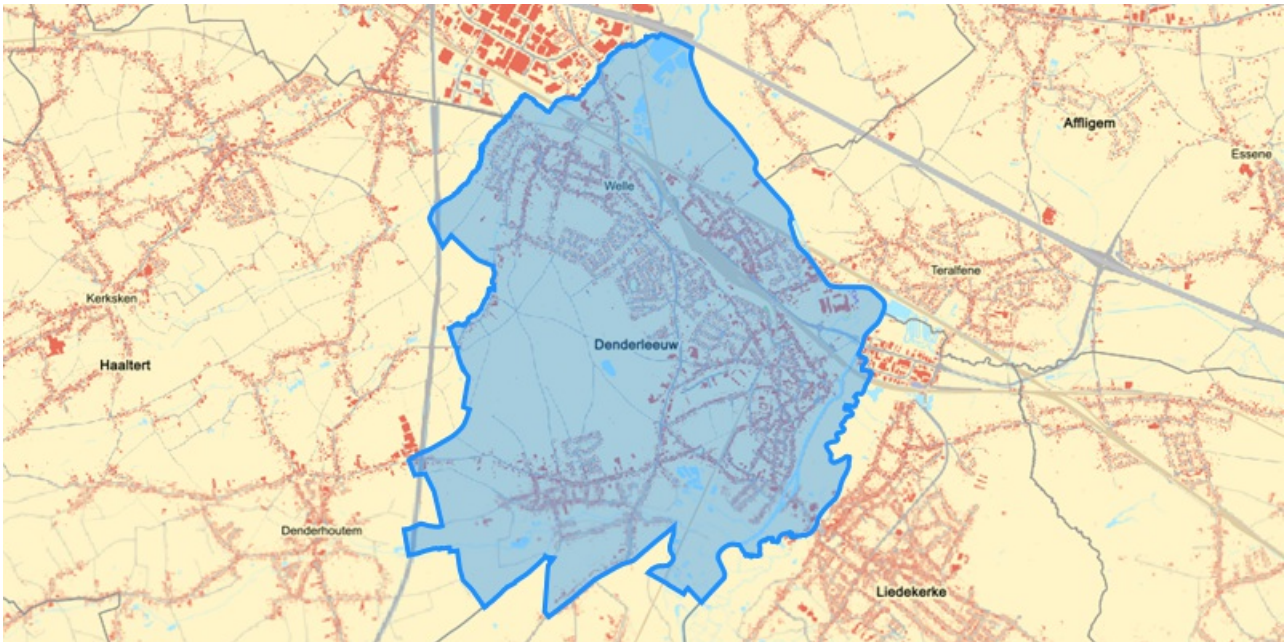 Affligem
Essene
Welle
Teralfene
Kerksken
Denderleeuw
Haaltert
Denderhoutem
Liedekerke